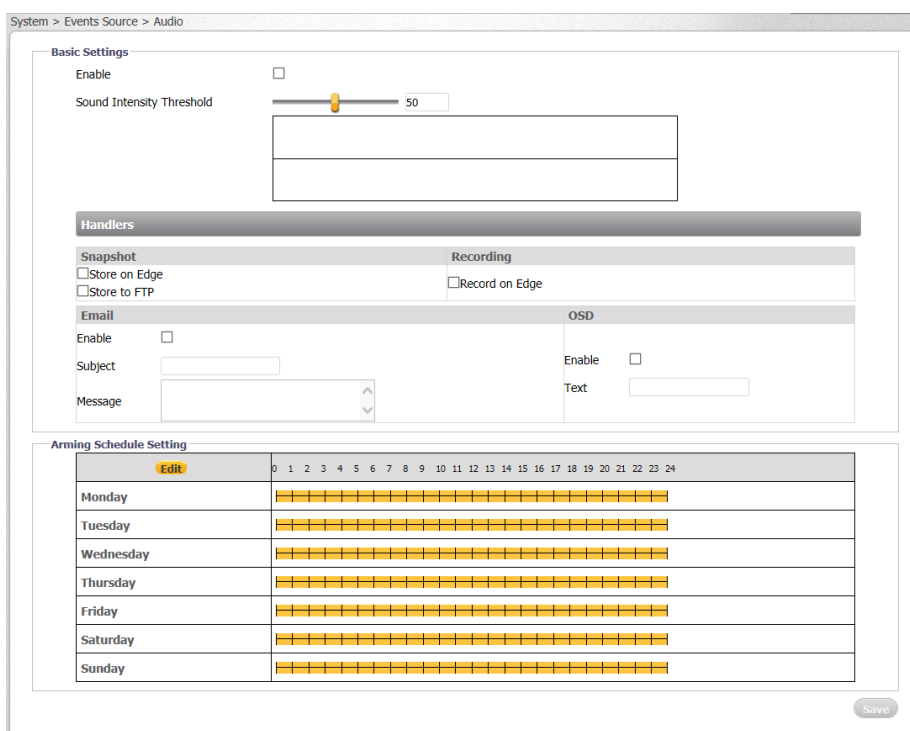 System > Events Source > Audio
Basic Settings
Enable
Sound Intensity Threshold 50
Handlers
Snapshot Recording
Store on Edge
Record on Edge
Store to FTP
Email OSD
Enable
Enable
Subject
Text
Message
Arming Schedule Setting
Edit 0 1 2 3 4 5 6 7 8 9 10 11 12 13 14 15 16 17 18 19 20 21 22 23 24
Monday
Tuesday
Wednesday
Thursday
Friday
Saturday
Sunday
Save